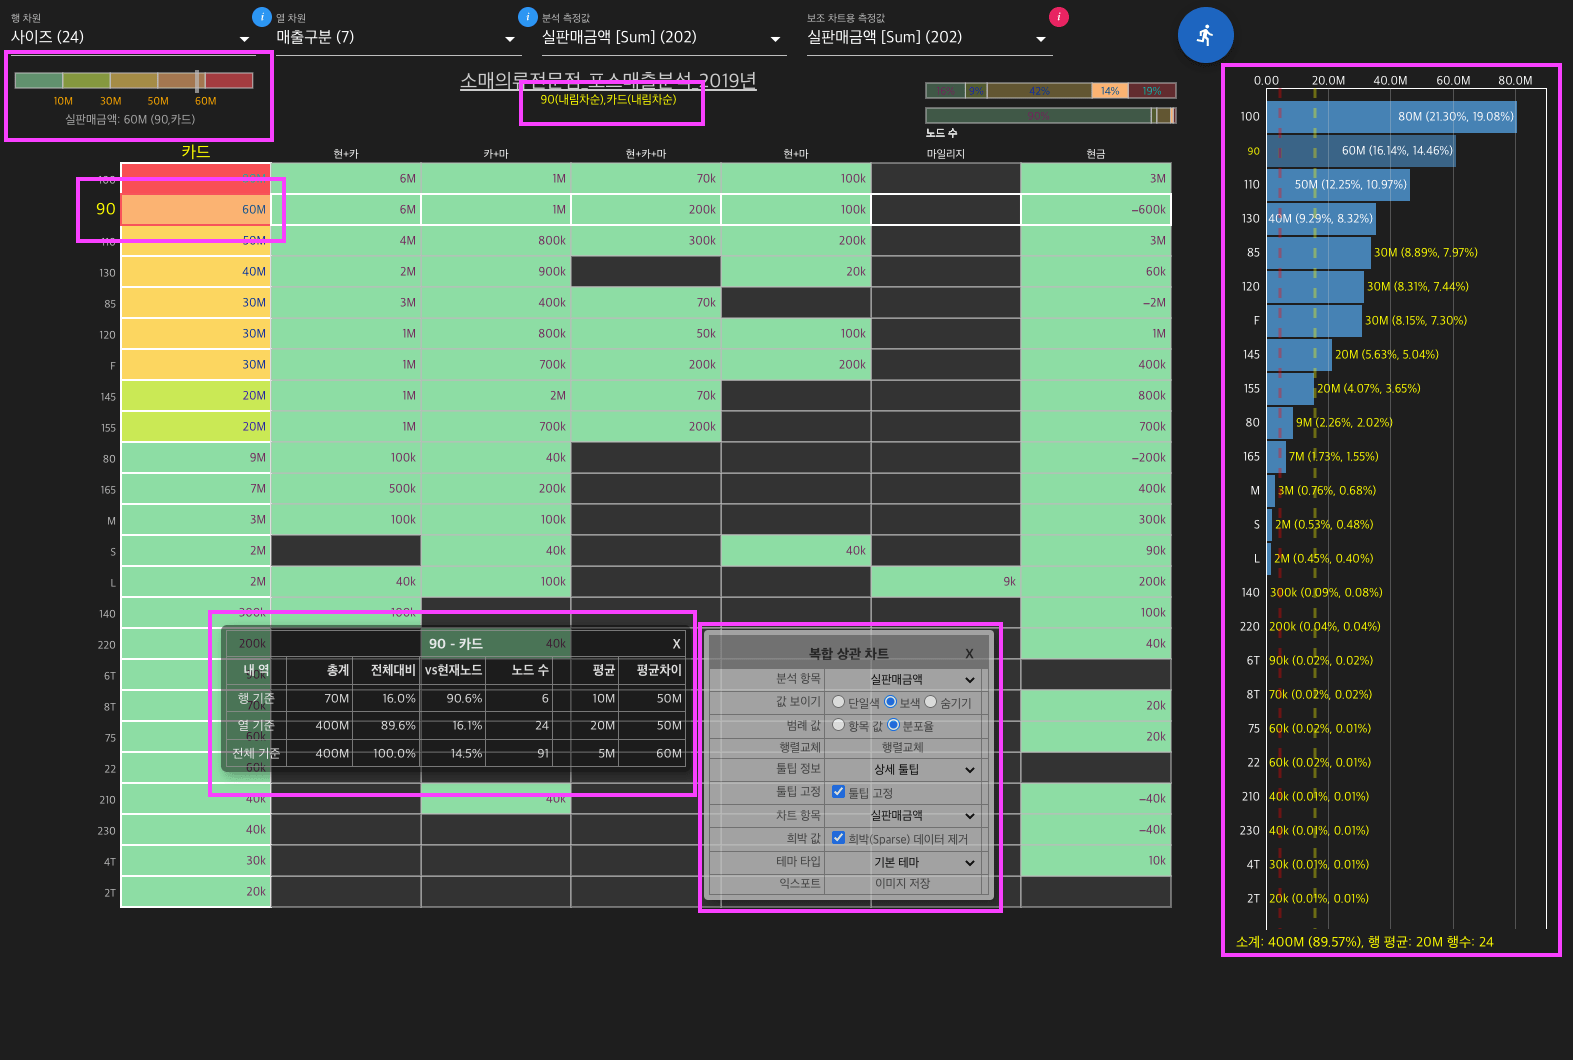 행 차원
사이즈 (24)
열 차원
매출구분 (7)
분석 측정값
실판매금액 [Sum] (202)
보조 차트용 측정값
실판매금액 [Sum] (202)
10M 30M 50M 60M
실판매금액: 60M (90,카드)
소매의류전문점_포스매출분석_2019년
90(내림차순),카드(내림차순)
16% 9% 42% 14% 19%
90%
노드 수
카드 현+카 카+마 현+카+마 현+마 마일리지 현금
100 6M 1M 70k 100k 3M
90 60M 6M 1M 200k 100k −600k
110 50M 4M 800k 300k 200k 3M
130 40M 2M 900k 20k 60k
85 30M 3M 400k 70k −2M
120 30M 1M 800k 50k 100k 1M
F 30M 1M 700k 200k 200k 400k
145 20M 1M 2M 70k 800k
155 20M 1M 700k 200k 700k
80 9M 100k 40k −200k
165 7M 500k 200k 400k
M 3M 100k 100k 300k
S 2M 40k 40k 90k
L 2M 40k 100k 9k 200k
140 300k 100k 100k
220 200k 40k 40k
6T
8T 20k
75 20k
22 60k
210 40k 40k −40k
230 40k −40k
4T 30k 10k
2T 20k
90 - 카드 X
내 역 총계 전체대비 vs현재노드 노드 수 평균 평균차이
행 기준 70M 16.0% 90.6% 6 10M 50M
열 기준 400M 89.6% 16.1% 24 20M 50M
전체 기준 400M 100.0% 14.5% 91 5M 60M
복합 상관 차트 X
분석 항목 실판매금액
값 보이기 단일색 보색 숨기기
범례 값 항목 값 분포율
행렬교체 행렬교체
툴팁 정보 상세 툴팁
툴팁 고정 툴팁 고정
차트 항목 실판매금액
희박 값 희박(Sparse) 데이터 제거
테마 타입 기본 테마
익스포트 이미지 저장
0.00 20.0M 40.0M 60.0M 80.0M
100 80M (21.30%, 19.08%)
90 60M (16.14%, 14.46%)
110 50M (12.25%, 10.97%)
130 40M (9.29%, 8.32%)
85 30M (8.89%, 7.97%)
120 30M (8.31%, 7.44%)
F 30M (8.15%, 7.30%)
145 20M (5.63%, 5.04%)
155 20M (4.07%, 3.65%)
80 9M (2.26%, 2.02%)
165 7M (1.73%, 1.55%)
M 3M (0.76%, 0.68%)
S 2M (0.53%, 0.48%)
L 2M (0.45%, 0.40%)
140 300k (0.09%, 0.08%)
220 200k (0.04%, 0.04%)
6T 90k (0.02%, 0.02%)
8T 70k (0.02%, 0.02%)
75 60k (0.02%, 0.01%)
22 60k (0.02%, 0.01%)
210 40k (0.01%, 0.01%)
230 40k (0.01%, 0.01%)
4T 30k (0.01%, 0.01%)
2T 20k (0.01%, 0.01%)
소계: 400M (89.57%), 행 평균: 20M 행수: 24